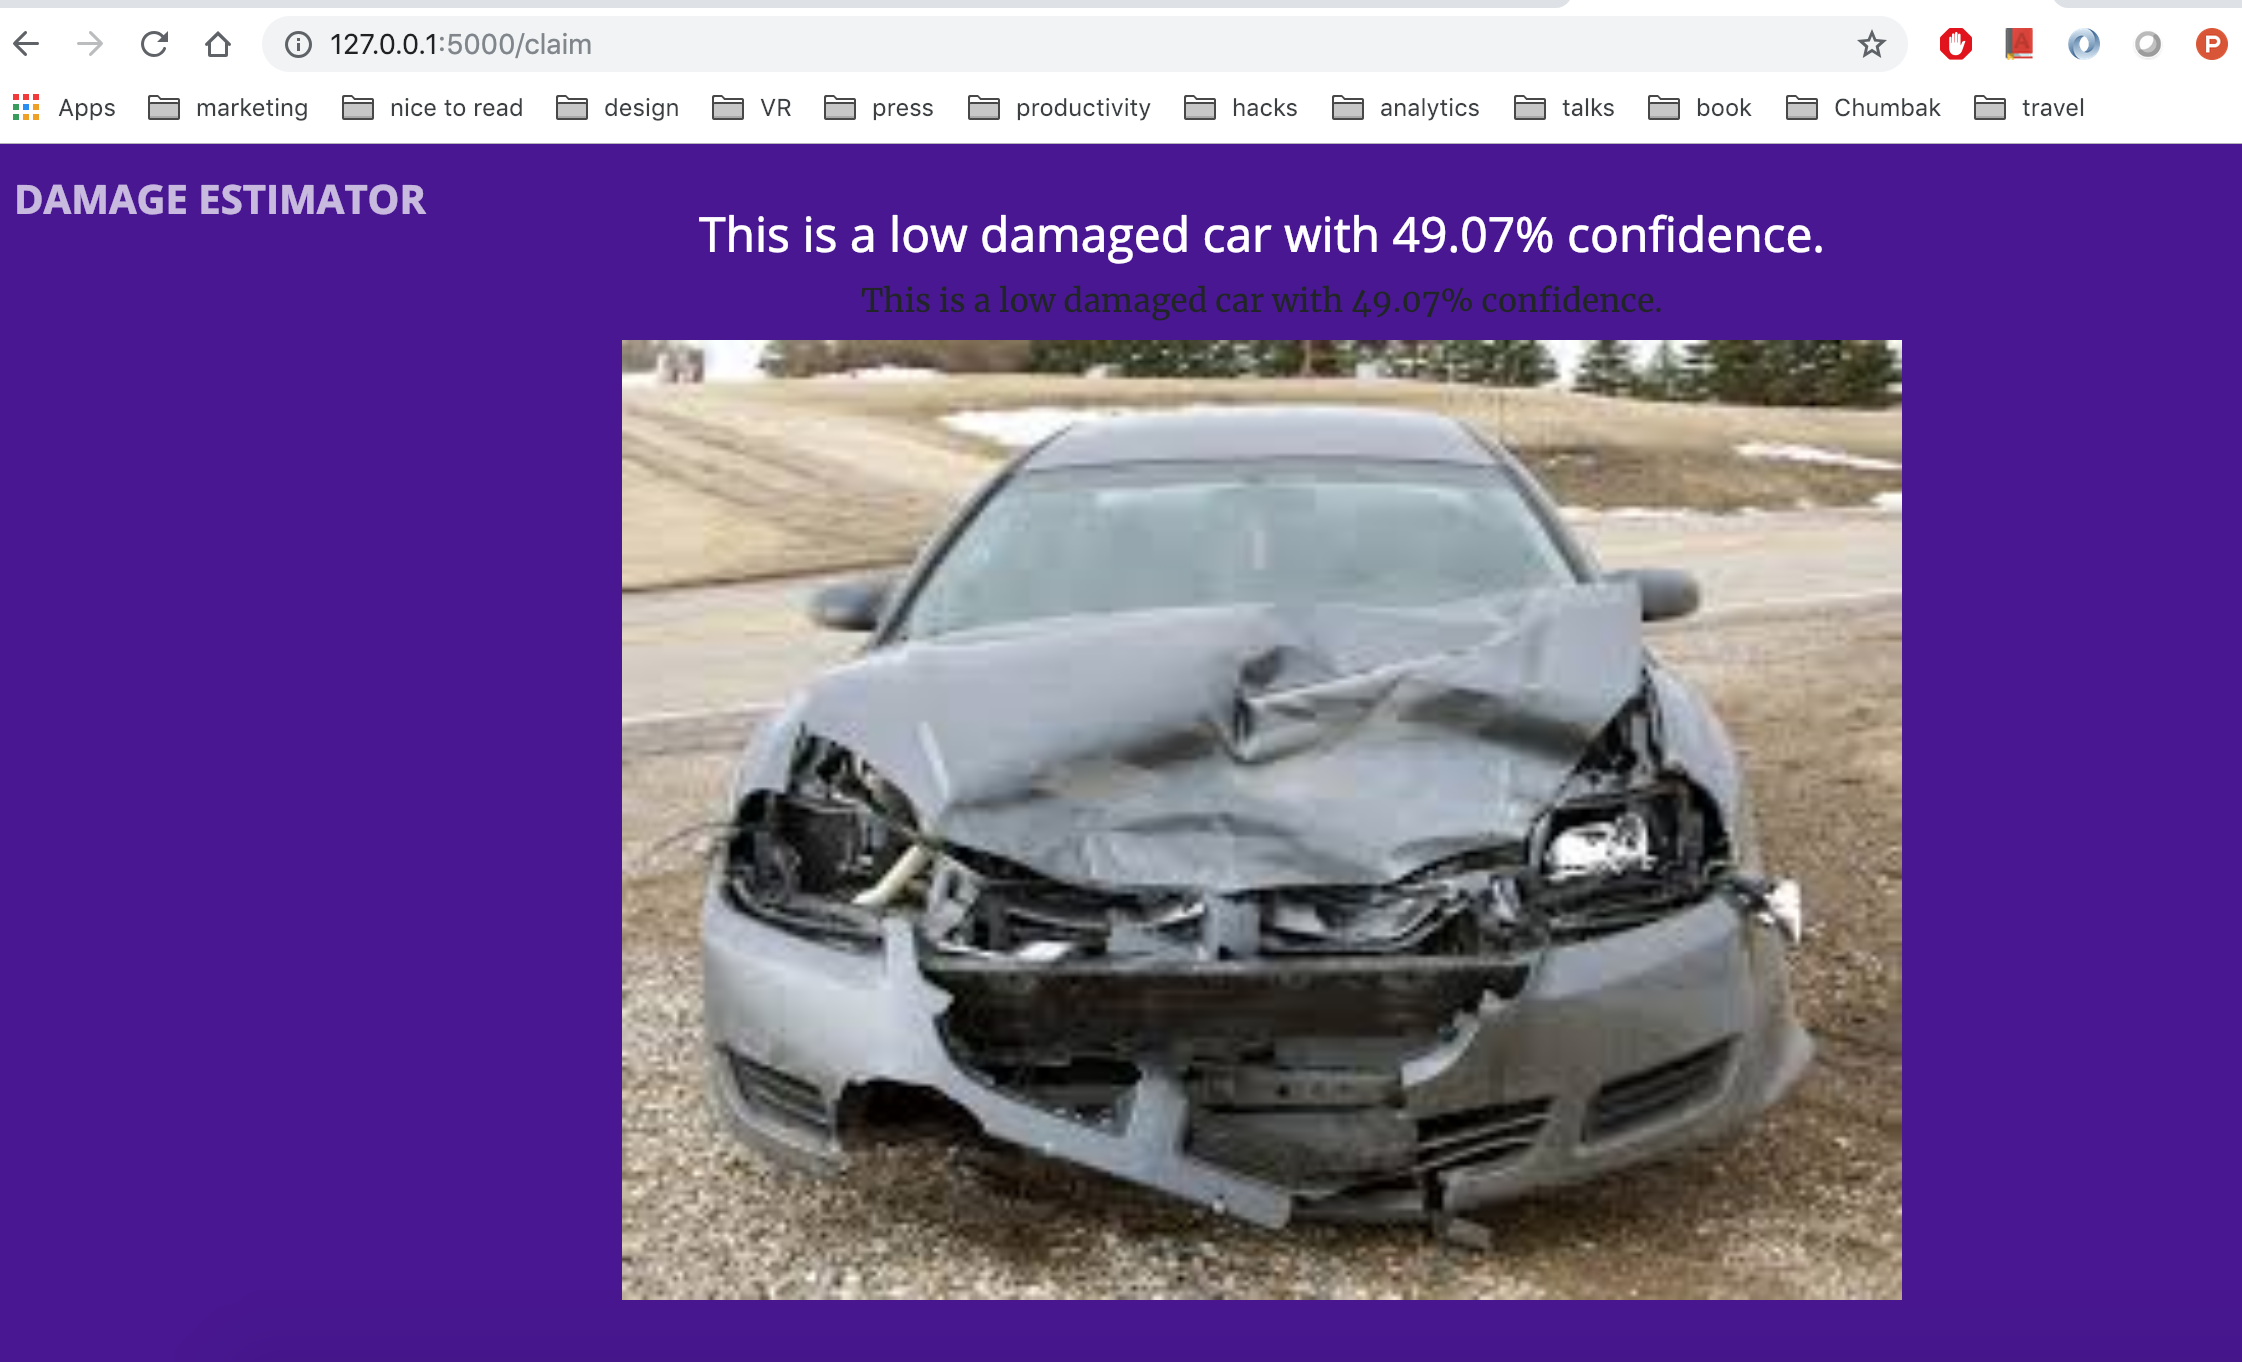 127.0.0.1:5000/claim
Apps marketing nice to read design VR press productivity hacks analytics talks book Chumbak travel
DAMAGE ESTIMATOR
This is a low damaged car with 49.07% confidence.
This is a low damaged car with 49.07% confidence.